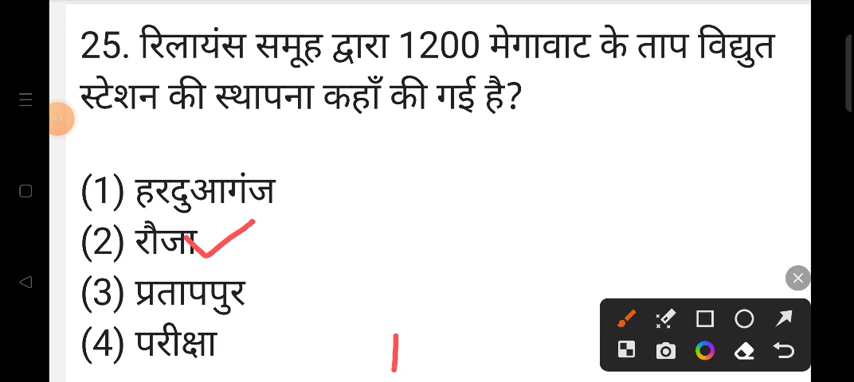 25. रिलायंस समूह द्वारा 1200 मेगावाट के ताप विद्युत
स्टेशन की स्थापना कहाँ की गई है?
(1) हरदुआगंज
(2) रौजा
(3) प्रतापपुर
(4) परीक्षा